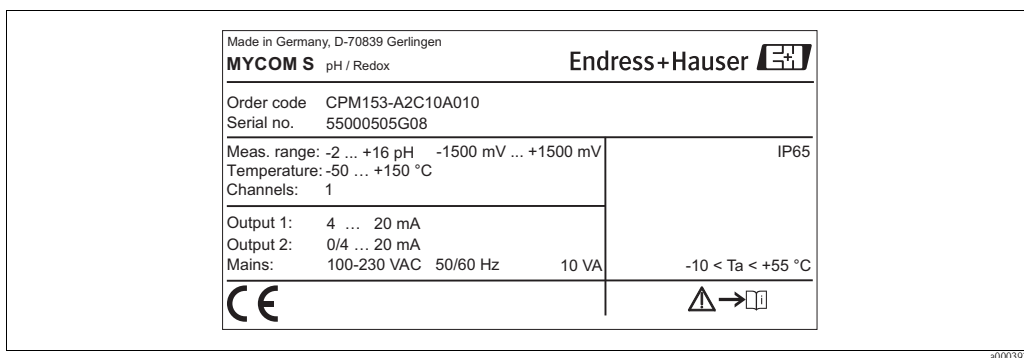 Made in Germany, D-70839 Gerlingen
MYCOM S pH / Redox
Endress+Hauser EH
Order code CPM153-A2C10A010
Serial no. 55000505G08
Meas. range: -2 ... +16 pH -1500 mV ... +1500 mV
IP65
Temperature: -50 ... +150 °C
Channels: 1
Output 1: 4 ... 20 mA
Output 2: 0/4 ... 20 mA
Mains: 100-230 VAC 50/60 Hz 10 VA
-10 < Ta < +55 °C
CE